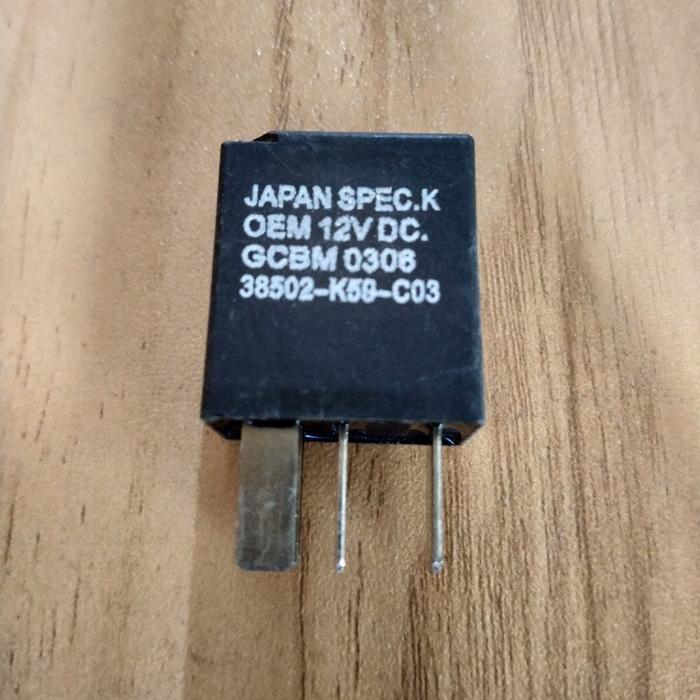 JAPAN SPEC.K
OEM 12V DC.
GCBM 0306
38502-K59-C03